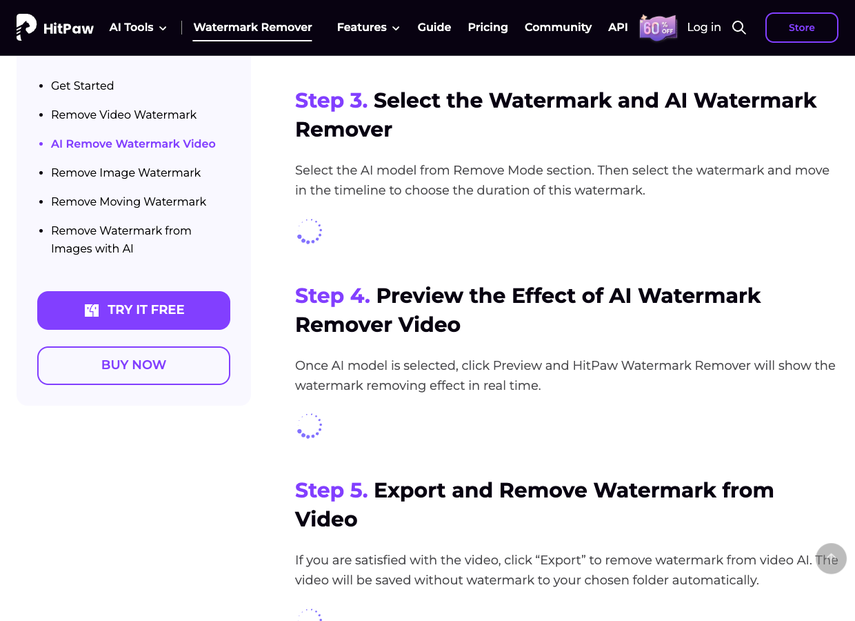 HitPaw AI Tools Watermark Remover Features Guide Pricing Community API 60% OFF Log in Store
Get Started
Remove Video Watermark
AI Remove Watermark Video
Remove Image Watermark
Remove Moving Watermark
Remove Watermark from
Images with AI
TRY IT FREE
BUY NOW
Step 3. Select the Watermark and AI Watermark
Remover
Select the AI model from Remove Mode section. Then select the watermark and move
in the timeline to choose the duration of this watermark.
Step 4. Preview the Effect of AI Watermark
Remover Video
Once AI model is selected, click Preview and HitPaw Watermark Remover will show the
watermark removing effect in real time.
Step 5. Export and Remove Watermark from
Video
If you are satisfied with the video, click “Export” to remove watermark from video AI. The
video will be saved without watermark to your chosen folder automatically.